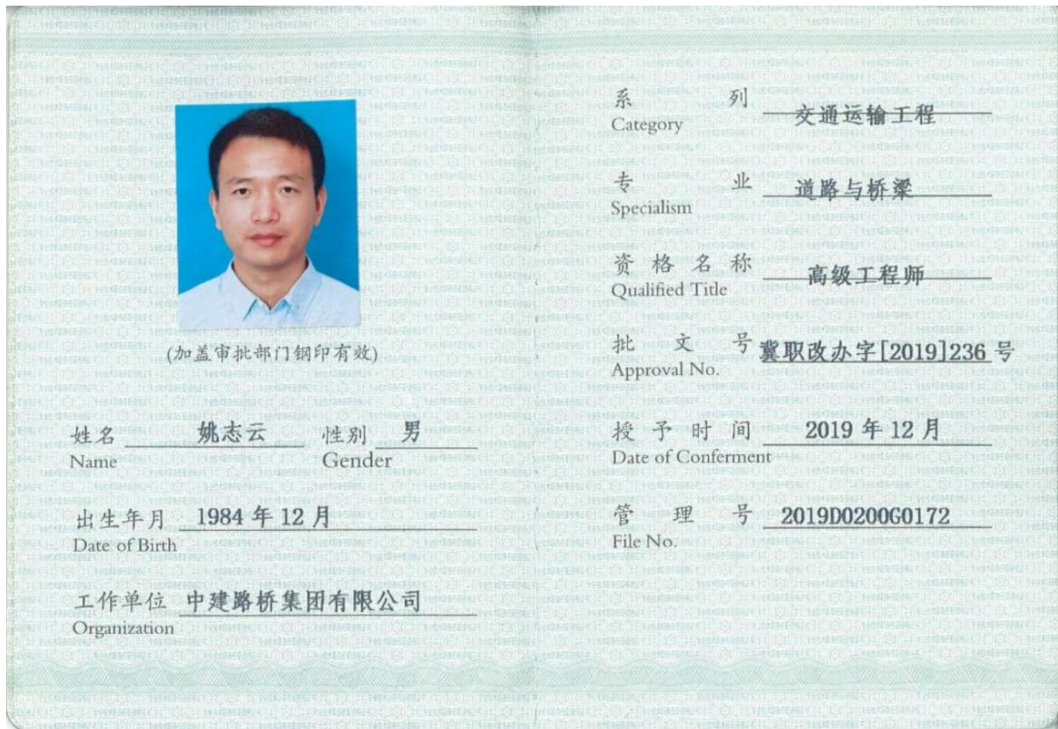 (加盖审批部门钢印有效)
姓名 姚志云 性别 男
Name Gender
出生年月 1984 年 12 月
Date of Birth
工作单位 中建路桥集团有限公司
Organization
系列 交通运输工程
Category
专业 道路与桥梁
Specialism
资格名称 高级工程师
Qualified Title
批文号 冀职改办字[2019]236 号
Approval No.
授予时间 2019 年 12 月
Date of Conferment
管理号 2019D0200G0172
File No.